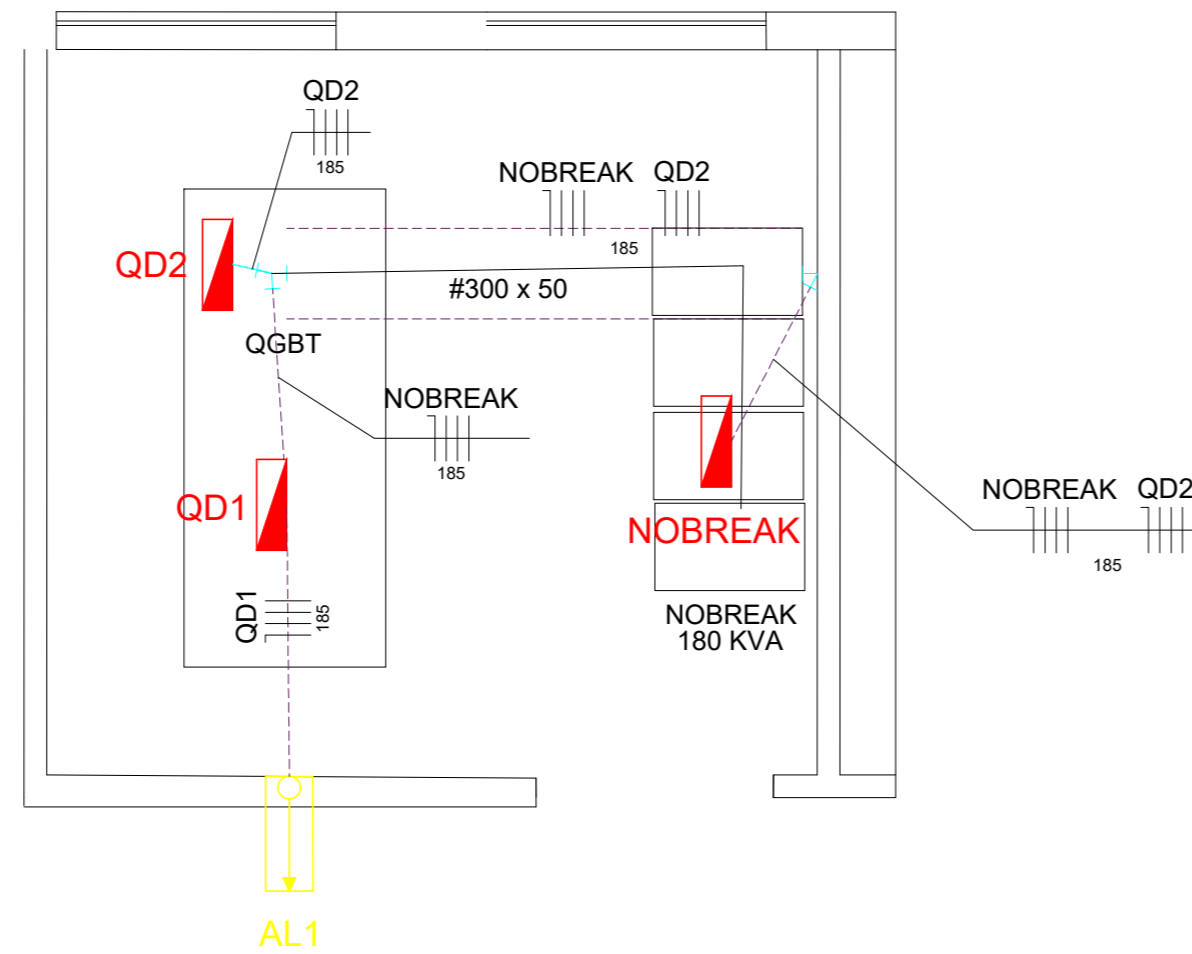 QD2
185
NOBREAK QD2
185
QD2
#300 x 50
QGBT
NOBREAK
185
QD1
NOBREAK
NOBREAK QD2
185
QD1
185
NOBREAK
180 KVA
AL1